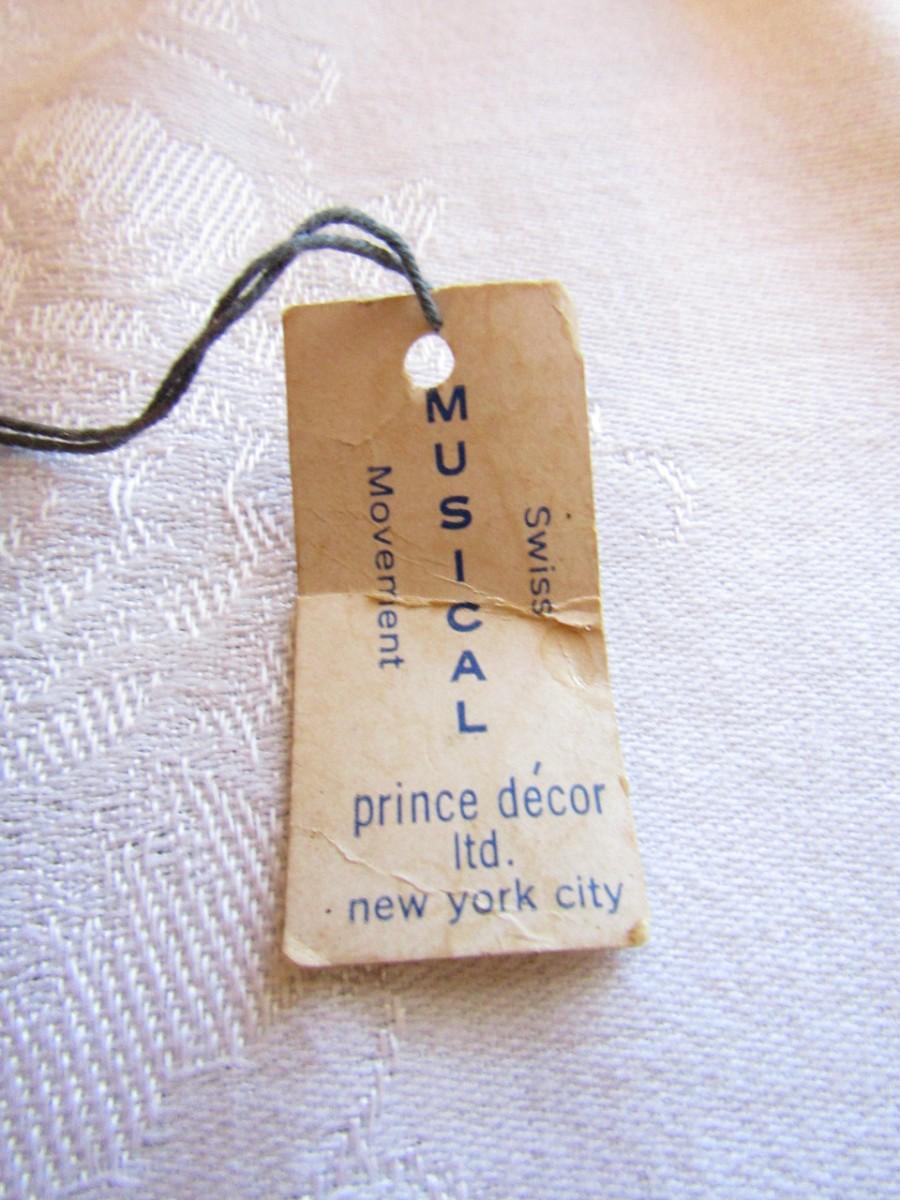 Swiss
MUSICAL
Movement
prince décor
ltd.
new york city